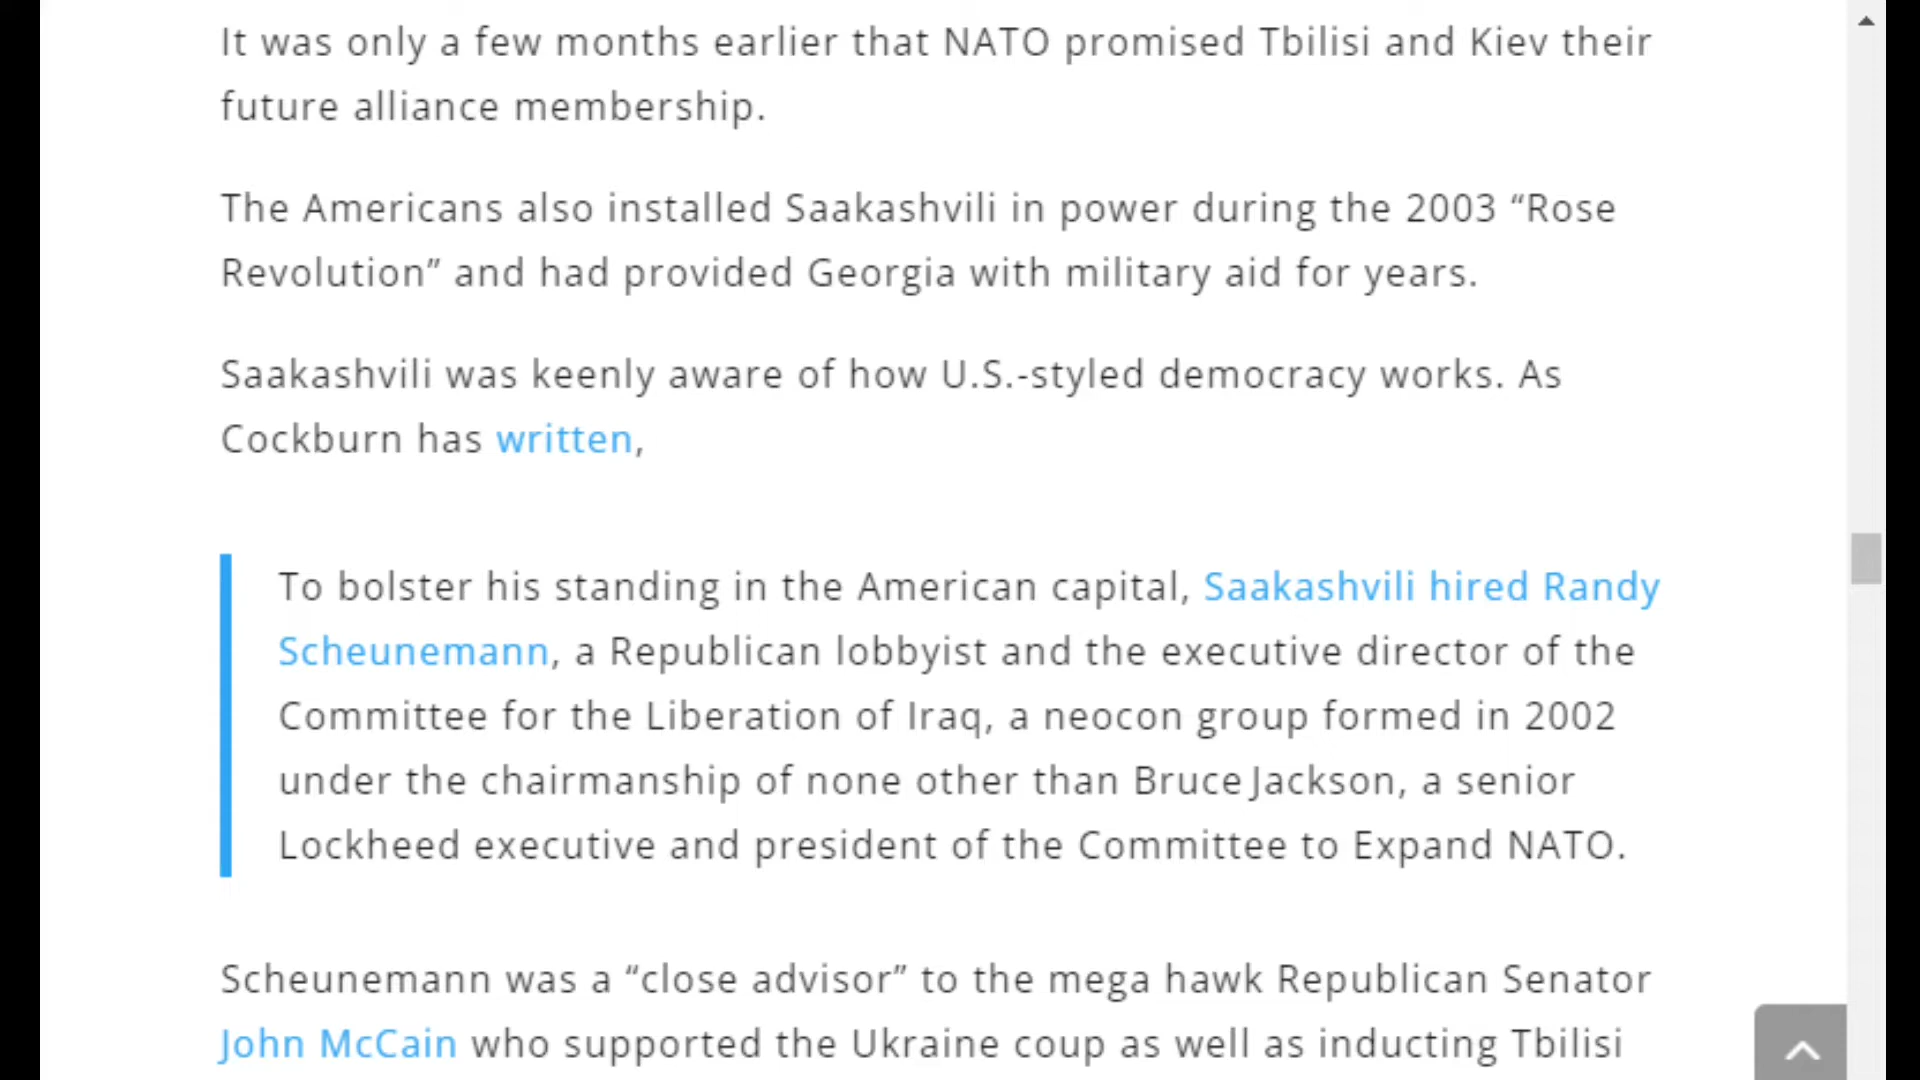 It was only a few months earlier that NATO promised Tbilisi and Kiev their
future alliance membership.
The Americans also installed Saakashvili in power during the 2003 “Rose
Revolution” and had provided Georgia with military aid for years.
Saakashvili was keenly aware of how U.S.-styled democracy works. As
Cockburn has written,
To bolster his standing in the American capital, Saakashvili hired Randy
Scheunemann, a Republican lobbyist and the executive director of the
Committee for the Liberation of Iraq, a neocon group formed in 2002
under the chairmanship of none other than Bruce Jackson, a senior
Lockheed executive and president of the Committee to Expand NATO.
Scheunemann was a “close advisor” to the mega hawk Republican Senator
John McCain who supported the Ukraine coup as well as inducting Tbilisi